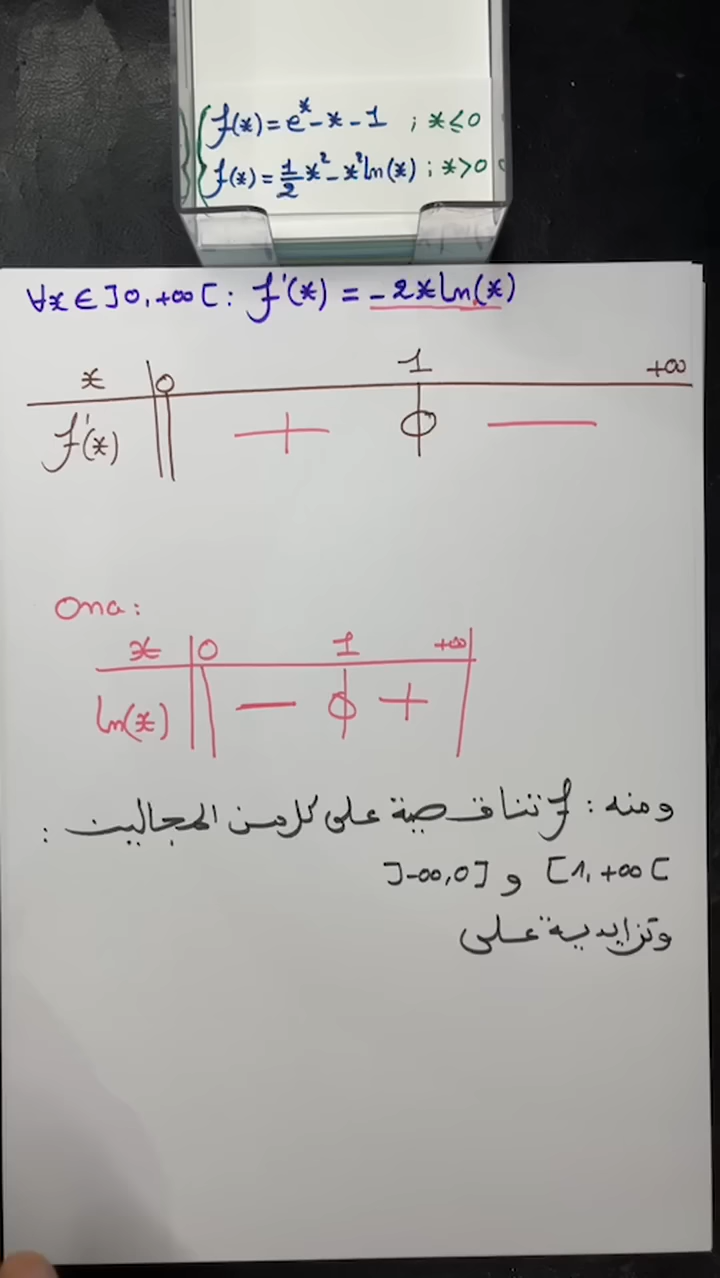 f(x) = e^x - x - 1 ; x ≤ 0
f(x) = 1/2 x² - x² ln(x) ; x > 0
∀x ∈ ]0, +∞[ : f'(x) = -2x ln(x)
x | 0 1 +∞
f'(x) || + 0 −
Ona :
x | 0 1 +∞
ln(x) || − 0 +
ومنه : f تناقصية على كل من المجالين :
[1, +∞[ و ]-∞, 0]
وتزايدية على